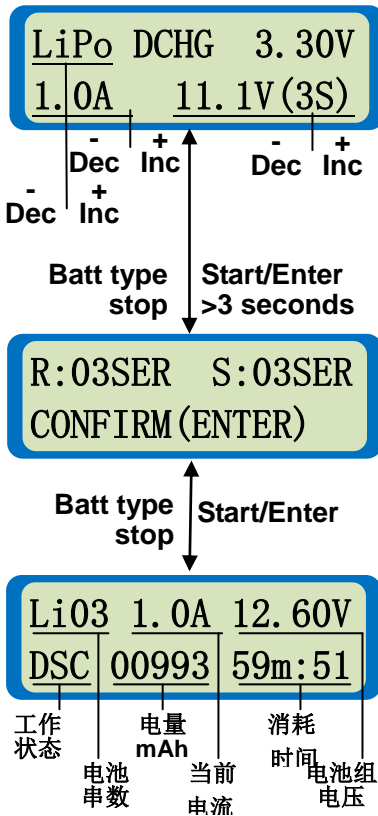 LiPo DCHG 3.30V
1.0A 11.1V(3S)
- + - +
Dec Inc Dec Inc
- +
Dec Inc
Batt type Start/Enter
stop >3 seconds
R:03SER S:03SER
CONFIRM(ENTER)
Batt type Start/Enter
stop
Li03 1.0A 12.60V
DSC 00993 59m:51
工作 电量 消耗
状态 mAh 时间
电池 当前 电池组
串数 电流 电压